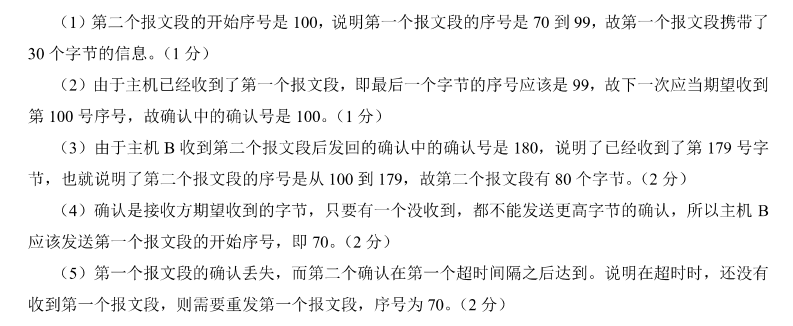 （1）第二个报文段的开始序号是 100，说明第一个报文段的序号是 70 到 99，故第一个报文段携带了
30 个字节的信息。（1 分）
（2）由于主机已经收到了第一个报文段，即最后一个字节的序号应该是 99，故下一次应当期望收到
第 100 号序号，故确认中的确认号是 100。（1 分）
（3）由于主机 B 收到第二个报文段后发回的确认中的确认号是 180，说明了已经收到了第 179 号字
节，也就说明了第二个报文段的序号是从 100 到 179，故第二个报文段有 80 个字节。（2 分）
（4）确认是接收方期望收到的字节，只要有一个没收到，都不能发送更高字节的确认，所以主机 B
应该发送第一个报文段的开始序号，即 70。（2 分）
（5）第一个报文段的确认丢失，而第二个确认在第一个超时间隔之后达到。说明在超时时，还没有
收到第一个报文段，则需要重发第一个报文段，序号为 70。（2 分）